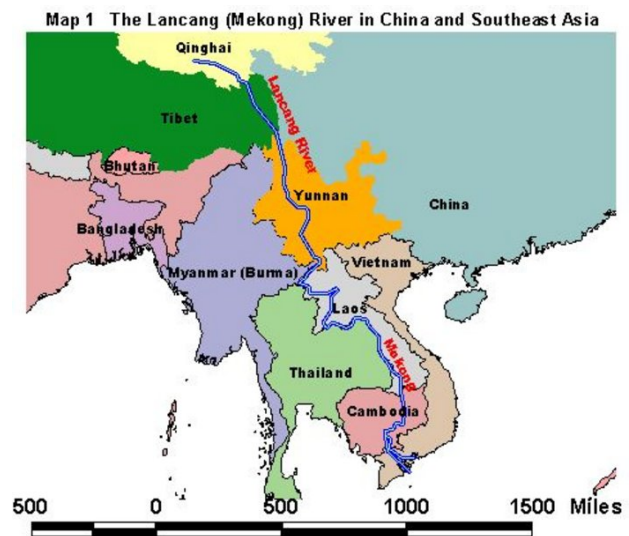 Map 1 The Lancang (Mekong) River in China and Southeast Asia
Qinghai
Lancang River
Tibet
Bhutan
Yunnan
China
Bangladesh
Vietnam
Myanmar (Burma)
Laos
Mekong
Thailand
Cambodia
500 0 500 1000 1500 Miles